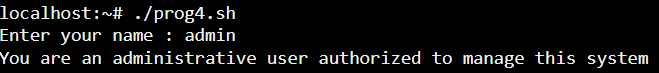 localhost:~# ./prog4.sh
Enter your name : admin
You are an administrative user authorized to manage this system